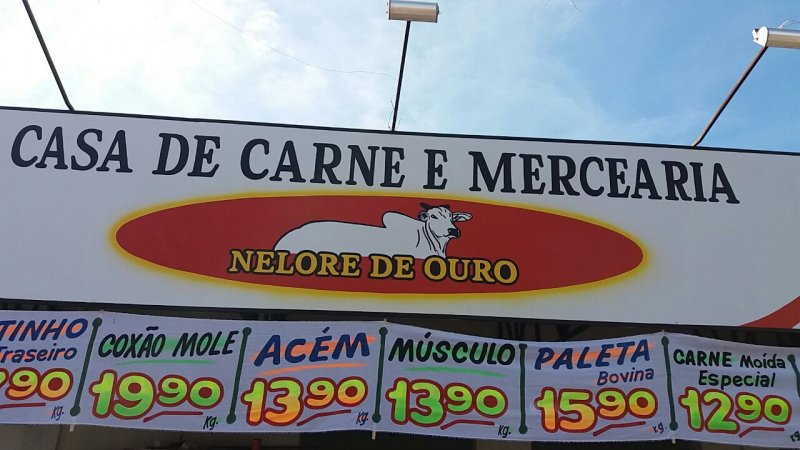 CASA DE CARNE E MERCEARIA
NELORE DE OURO
TINHO
Traseiro
90
Kg.
COXÃO MOLE
19,90
Kg.
ACÉM
13,90
Kg.
MÚSCULO
13,90
Kg.
PALETA
Bovina
15,90
Kg.
CARNE Moída
Especial
12,90
Kg.